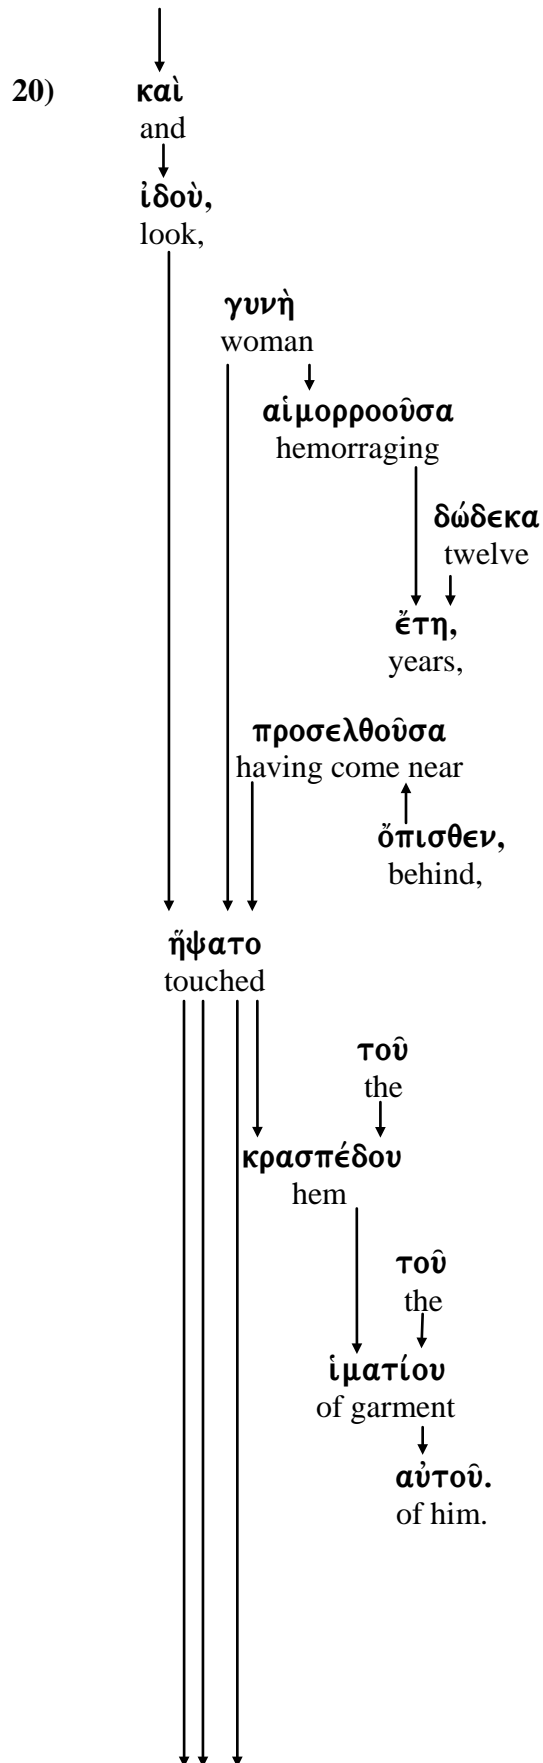 20) καὶ
and
ἰδοὺ,
look,
γυνὴ
woman
αἱμορροοῦσα
hemorraging
δώδεκα
twelve
ἔτη,
years,
προσελθοῦσα
having come near
ὄπισθεν,
behind,
ἥψατο
touched
τοῦ
the
κρασπέδου
hem
τοῦ
the
ἱματίου
of garment
αὐτοῦ.
of him.